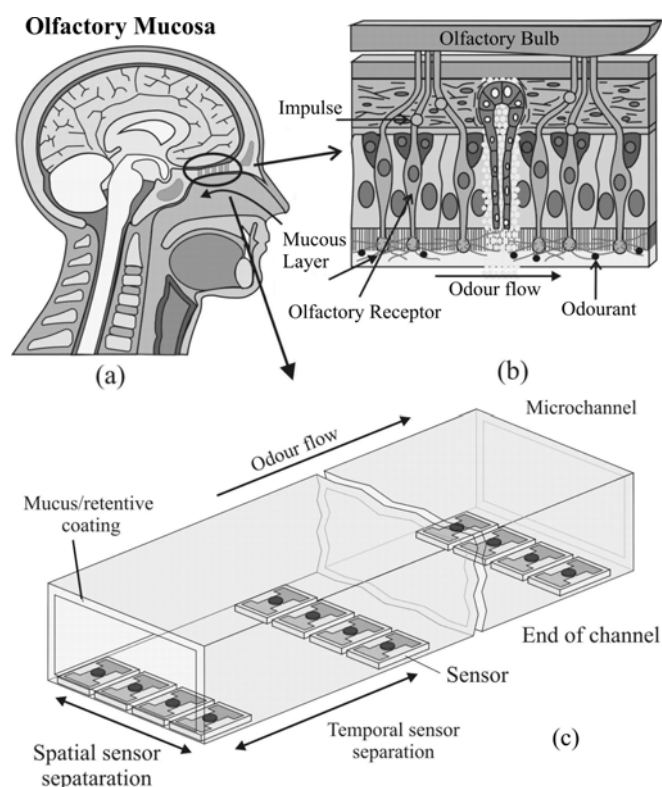 Olfactory Mucosa
Mucous
Layer
(a)
Olfactory Bulb
Impulse
Odour flow
Olfactory Receptor
Odourant
(b)
Microchannel
Odour flow
Mucus/retentive
coating
End of channel
Sensor
Temporal sensor
separation
Spatial sensor
sepataration
(c)